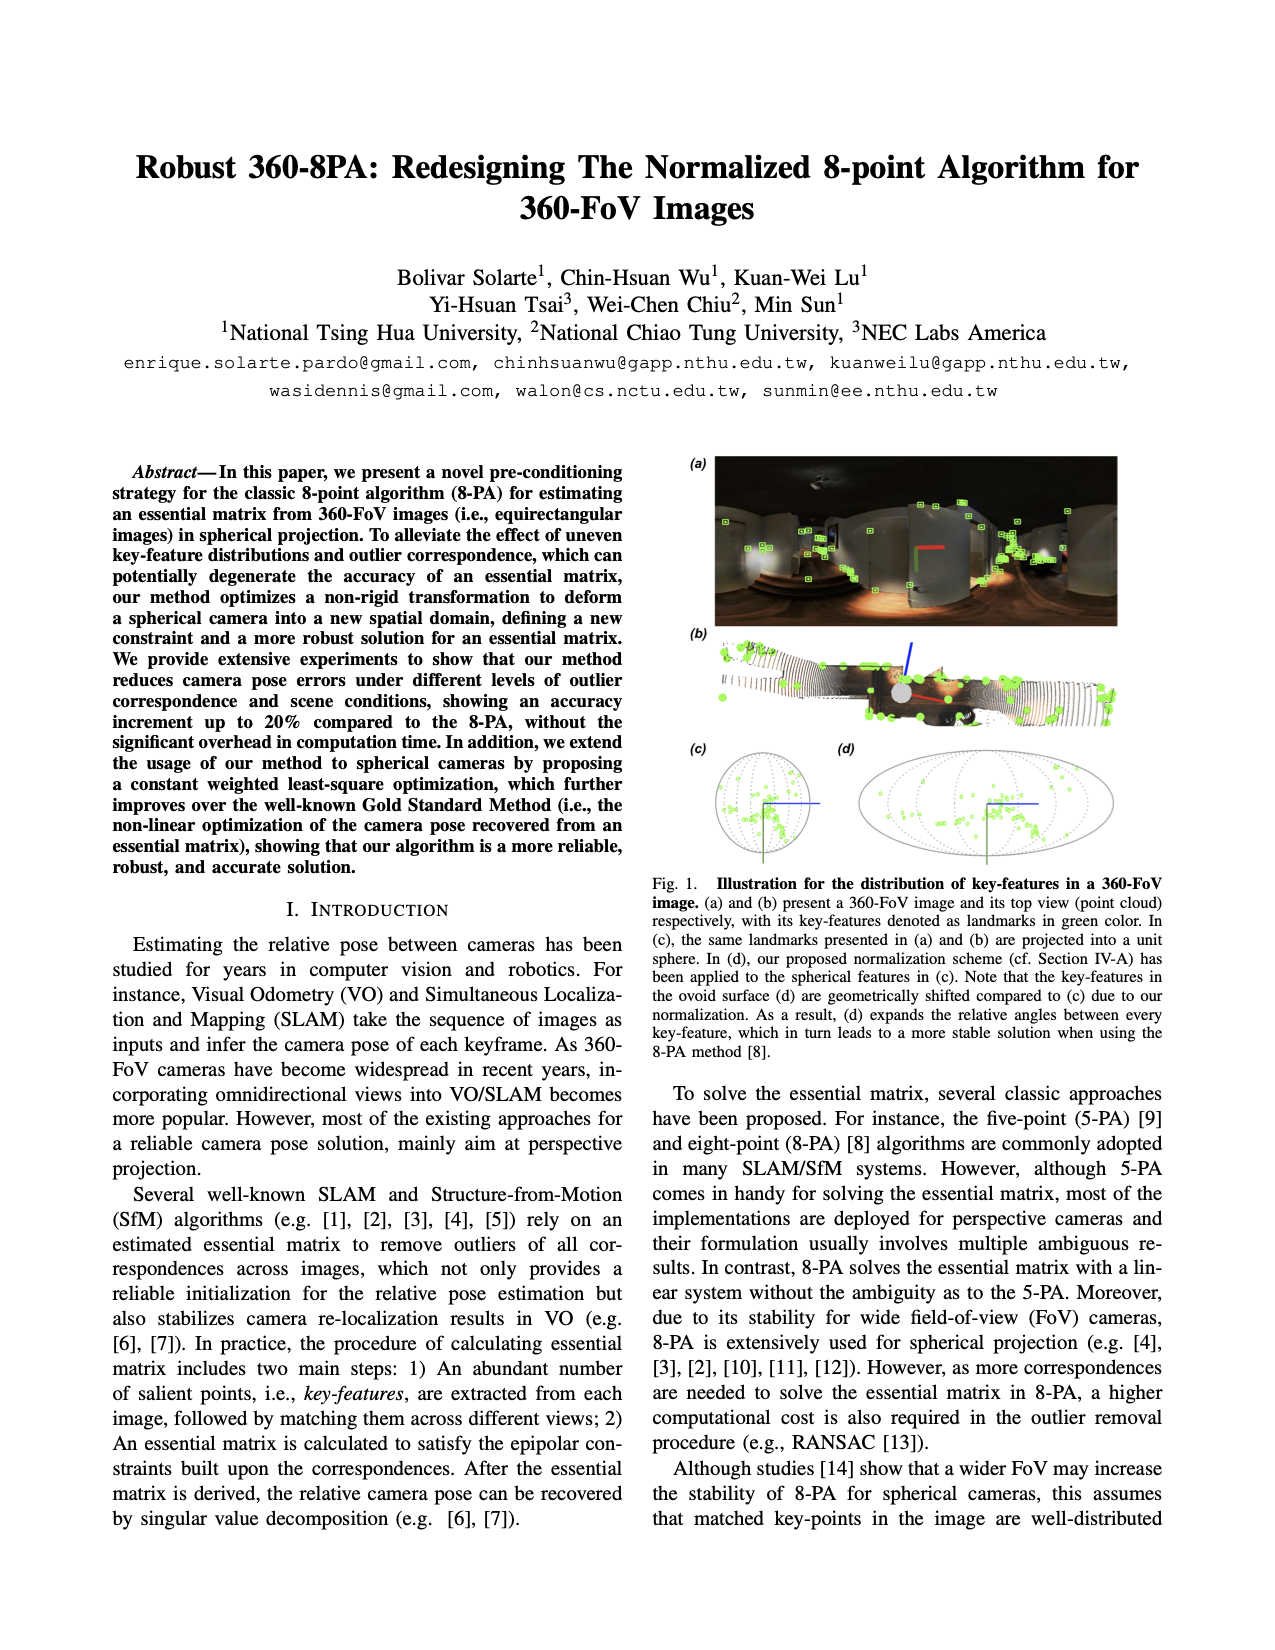 Robust 360-8PA: Redesigning The Normalized 8-point Algorithm for
360-FoV Images
Bolivar Solarte1, Chin-Hsuan Wu1, Kuan-Wei Lu1
Yi-Hsuan Tsai3, Wei-Chen Chiu2, Min Sun1
1National Tsing Hua University, 2National Chiao Tung University, 3NEC Labs America
enrique.solarte.pardo@gmail.com, chinhsuanwu@gapp.nthu.edu.tw, kuanweilu@gapp.nthu.edu.tw,
wasidennis@gmail.com, walon@cs.nctu.edu.tw, sunmin@ee.nthu.edu.tw
Abstract—In this paper, we present a novel pre-conditioning
strategy for the classic 8-point algorithm (8-PA) for estimating
an essential matrix from 360-FoV images (i.e., equirectangular
images) in spherical projection. To alleviate the effect of uneven
key-feature distributions and outlier correspondence, which can
potentially degenerate the accuracy of an essential matrix,
our method optimizes a non-rigid transformation to deform
a spherical camera into a new spatial domain, defining a new
constraint and a more robust solution for an essential matrix.
We provide extensive experiments to show that our method
reduces camera pose errors under different levels of outlier
correspondence and scene conditions, showing an accuracy
increment up to 20% compared to the 8-PA, without the
significant overhead in computation time. In addition, we extend
the usage of our method to spherical cameras by proposing
a constant weighted least-square optimization, which further
improves over the well-known Gold Standard Method (i.e., the
non-linear optimization of the camera pose recovered from an
essential matrix), showing that our algorithm is a more reliable,
robust, and accurate solution.
I. INTRODUCTION
Estimating the relative pose between cameras has been
studied for years in computer vision and robotics. For
instance, Visual Odometry (VO) and Simultaneous Localiza-
tion and Mapping (SLAM) take the sequence of images as
inputs and infer the camera pose of each keyframe. As 360-
FoV cameras have become widespread in recent years, in-
corporating omnidirectional views into VO/SLAM becomes
more popular. However, most of the existing approaches for
a reliable camera pose solution, mainly aim at perspective
projection.
Several well-known SLAM and Structure-from-Motion
(SfM) algorithms (e.g. [1], [2], [3], [4], [5]) rely on an
estimated essential matrix to remove outliers of all cor-
respondences across images, which not only provides a
reliable initialization for the relative pose estimation but
also stabilizes camera re-localization results in VO (e.g.
[6], [7]). In practice, the procedure of calculating essential
matrix includes two main steps: 1) An abundant number
of salient points, i.e., key-features, are extracted from each
image, followed by matching them across different views; 2)
An essential matrix is calculated to satisfy the epipolar con-
straints built upon the correspondences. After the essential
matrix is derived, the relative camera pose can be recovered
by singular value decomposition (e.g. [6], [7]).
(a)
(b)
(c)
(d)
Fig. 1. Illustration for the distribution of key-features in a 360-FoV
image. (a) and (b) present a 360-FoV image and its top view (point cloud)
respectively, with its key-features denoted as landmarks in green color. In
(c), the same landmarks presented in (a) and (b) are projected into a unit
sphere. In (d), our proposed normalization scheme (cf. Section IV-A) has
been applied to the spherical features in (c). Note that the key-features in
the ovoid surface (d) are geometrically shifted compared to (c) due to our
normalization. As a result, (d) expands the relative angles between every
key-feature, which in turn leads to a more stable solution when using the
8-PA method [8].
To solve the essential matrix, several classic approaches
have been proposed. For instance, the five-point (5-PA) [9]
and eight-point (8-PA) [8] algorithms are commonly adopted
in many SLAM/SfM systems. However, although 5-PA
comes in handy for solving the essential matrix, most of the
implementations are deployed for perspective cameras and
their formulation usually involves multiple ambiguous re-
sults. In contrast, 8-PA solves the essential matrix with a lin-
ear system without the ambiguity as to the 5-PA. Moreover,
due to its stability for wide field-of-view (FoV) cameras,
8-PA is extensively used for spherical projection (e.g. [4],
[3], [2], [10], [11], [12]). However, as more correspondences
are needed to solve the essential matrix in 8-PA, a higher
computational cost is also required in the outlier removal
procedure (e.g., RANSAC [13]).
Although studies [14] show that a wider FoV may increase
the stability of 8-PA for spherical cameras, this assumes
that matched key-points in the image are well-distributed